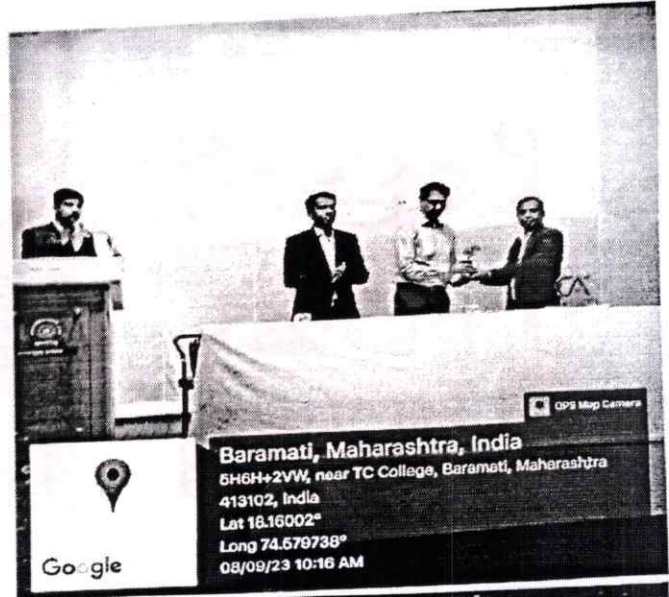 GPS Map Camera
Baramati, Maharashtra, India
5H6H+2VW, near TC College, Baramati, Maharashtra
413102, India
Lat 18.16002°
Long 74.579738°
08/09/23 10:16 AM
Google